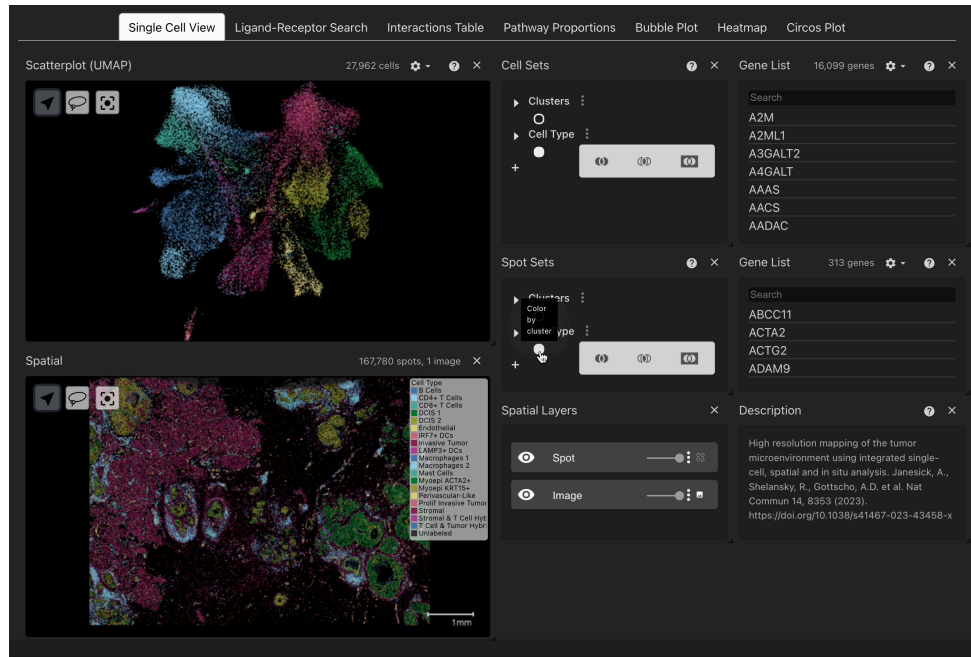 Single Cell View
Ligand-Receptor Search
Interactions Table
Pathway Proportions
Bubble Plot
Heatmap
Circos Plot
Scatterplot (UMAP)
27,962 cells
Cell Sets
Clusters
Cell Type
+
Gene List
16,099 genes
Search
A2M
A2ML1
A3GALT2
A4GALT
AAAS
AACS
AADAC
Spot Sets
Clusters
Color
by
cluster
ype
+
Gene List
313 genes
Search
ABCC11
ACTA2
ACTG2
ADAM9
Spatial
167,780 spots, 1 image
Cell Type
B Cells
CD4+ T Cells
CD8+ T Cells
DCIS 1
DCIS 2
Endothelial
IRF7+ DCs
Invasive Tumor
LAMP3+ DCs
Macrophages 1
Macrophages 2
Mast Cells
Myoepi ACTA2+
Myoepi KRT15+
Perivascular-Like
Prolif Invasive Tumor
Stromal
Stromal & T Cell Hyb
T Cell & Tumor Hybri
Unlabeled
1mm
Spatial Layers
Spot
Image
Description
High resolution mapping of the tumor
microenvironment using integrated single-
cell, spatial and in situ analysis. Janesick, A.,
Shelansky, R., Gottscho, A.D. et al. Nat
Commun 14, 8353 (2023).
https://doi.org/10.1038/s41467-023-43458-x